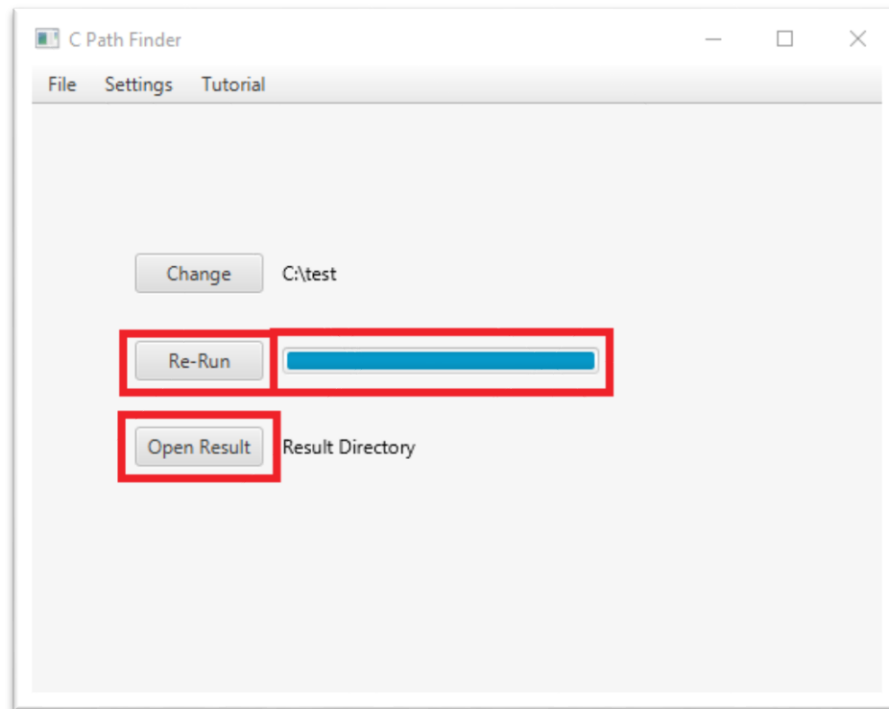 C Path Finder
File Settings Tutorial
Change C:\test
Re-Run
Open Result Result Directory